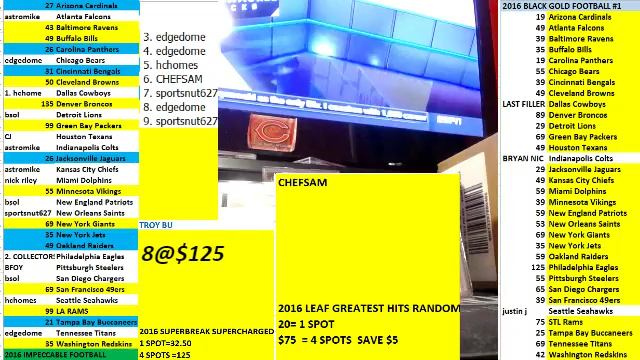 27 Arizona Cardinals
astromike Atlanta Falcons
43 Baltimore Ravens
49 Buffalo Bills
26 Carolina Panthers
edgedome Chicago Bears
31 Cincinnati Bengals
50 Cleveland Browns
1. hchome Dallas Cowboys
135 Denver Broncos
bsol Detroit Lions
99 Green Bay Packers
CJ Houston Texans
astromike Indianapolis Colts
26 Jacksonville Jaguars
astromike Kansas City Chiefs
nick riley Miami Dolphins
55 Minnesota Vikings
bsol New England Patriots
sportsnut627 New Orleans Saints
69 New York Giants
35 New York Jets
49 Oakland Raiders
2. COLLECTOR Philadelphia Eagles
BFOY Pittsburgh Steelers
bsol San Diego Chargers
69 San Francisco 49ers
hchomes Seattle Seahawks
99 LA RAMS
21 Tampa Bay Buccaneers
edgedome Tennessee Titans
35 Washington Redskins
2016 IMPECCABLE FOOTBALL
3. edgedome
4. edgedome
5. hchomes
6. CHEFSAM
7. sportsnut627
8. edgedome
9. sportsnut627
TROY BU
8@$125
2016 SUPERBREAK SUPERCHARGED
1 SPOT=32.50
4 SPOTS =125
CHEFSAM
2016 LEAF GREATEST HITS RANDOM
20= 1 SPOT
$75 = 4 SPOTS SAVE $5
2016 BLACK GOLD FOOTBALL #1
19 Arizona Cardinals
49 Atlanta Falcons
39 Baltimore Ravens
35 Buffalo Bills
19 Carolina Panthers
55 Chicago Bears
39 Cincinnati Bengals
49 Cleveland Browns
LAST FILLER Dallas Cowboys
89 Denver Broncos
29 Detroit Lions
69 Green Bay Packers
49 Houston Texans
BRYAN NIC Indianapolis Colts
29 Jacksonville Jaguars
49 Kansas City Chiefs
59 Miami Dolphins
39 Minnesota Vikings
59 New England Patriots
53 New Orleans Saints
69 New York Giants
35 New York Jets
59 Oakland Raiders
125 Philadelphia Eagles
55 Pittsburgh Steelers
65 San Diego Chargers
39 San Francisco 49ers
justin j Seattle Seahawks
75 STL Rams
25 Tampa Bay Buccaneers
69 Tennessee Titans
42 Washington Redskins